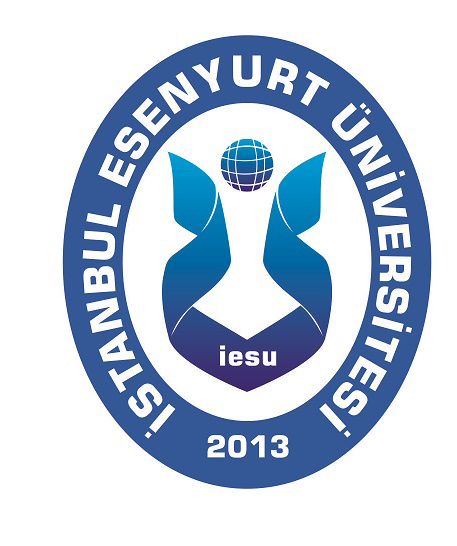 İSTANBUL ESENYURT ÜNİVERSİTESİ
iesu
2013